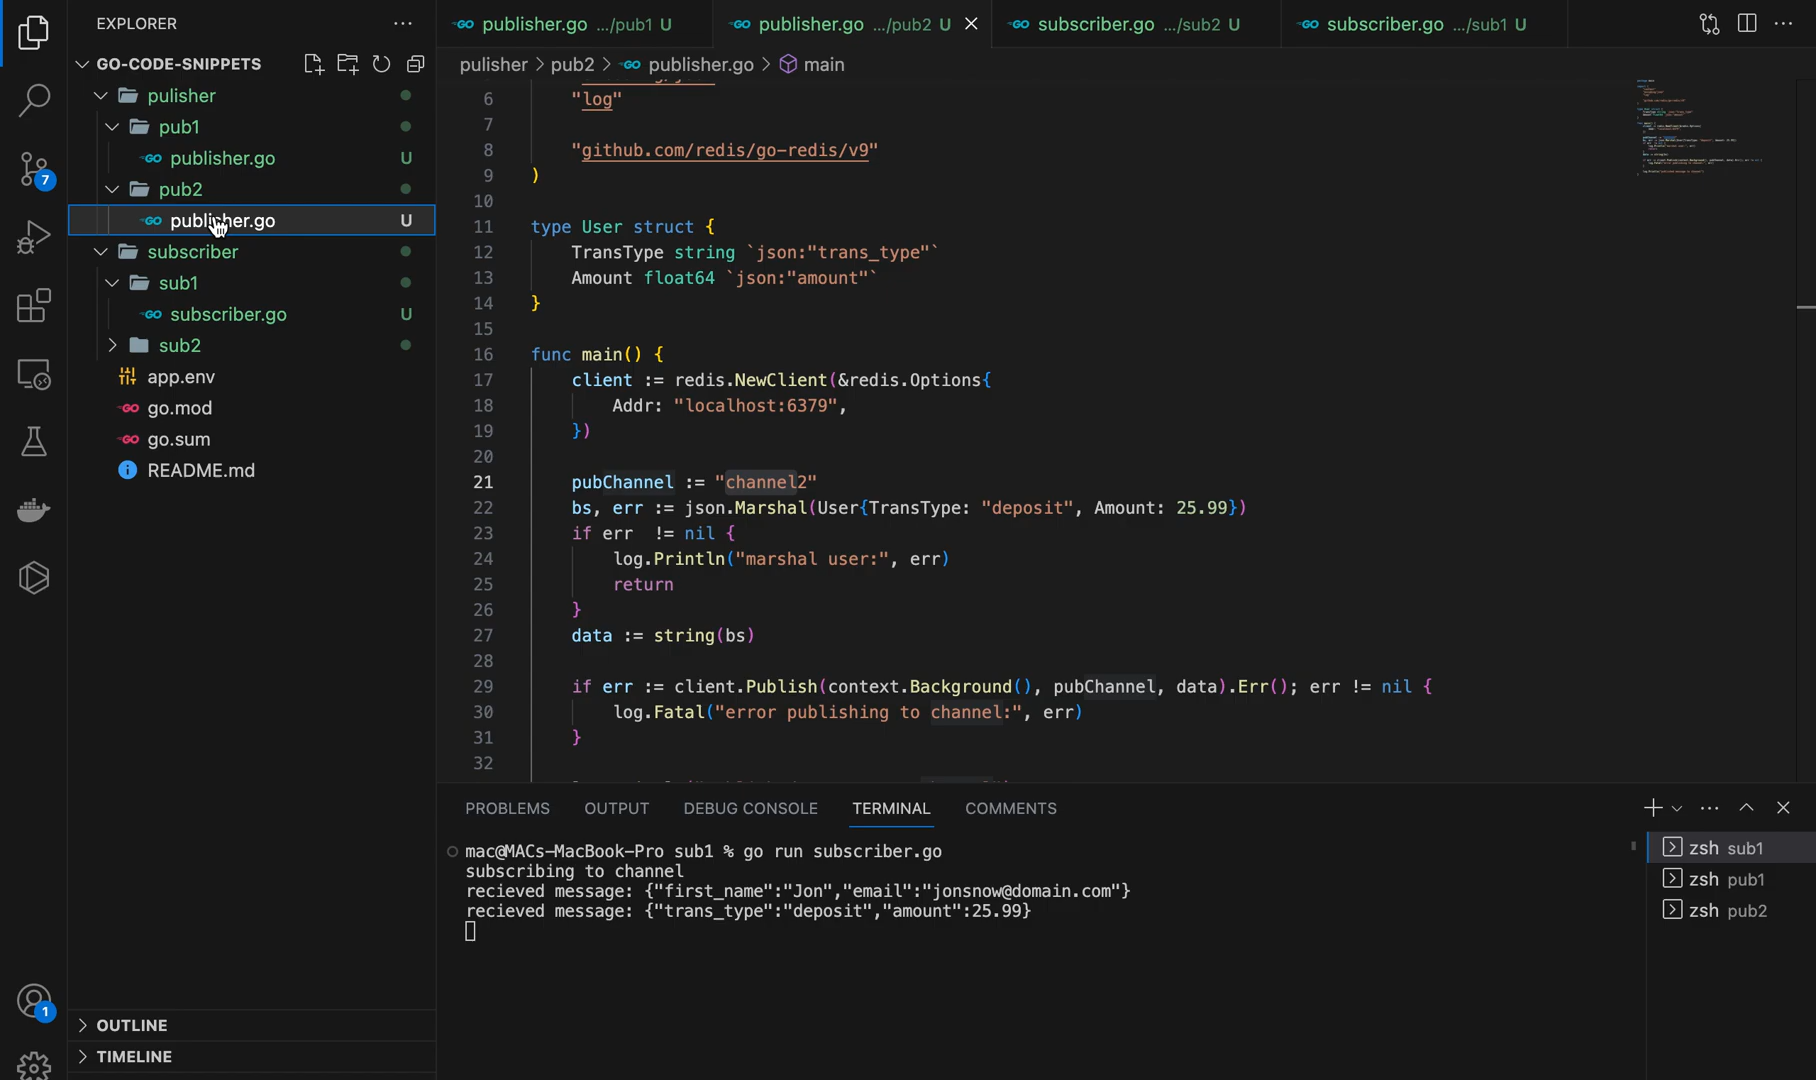 EXPLORER
GO-CODE-SNIPPETS
pulisher
pub1
publisher.go U
pub2
publisher.go U
subscriber
sub1
subscriber.go U
sub2
app.env
go.mod
go.sum
README.md
OUTLINE
TIMELINE
7
1
publisher.go .../pub1 U
publisher.go .../pub2 U
subscriber.go .../sub2 U
subscriber.go .../sub1 U
pulisher > pub2 > publisher.go > main
6 "log"
7
8 "github.com/redis/go-redis/v9"
9 )
10
11 type User struct {
12 TransType string `json:"trans_type"`
13 Amount float64 `json:"amount"`
14 }
15
16 func main() {
17 client := redis.NewClient(&redis.Options{
18 Addr: "localhost:6379",
19 })
20
21 pubChannel := "channel2"
22 bs, err := json.Marshal(User{TransType: "deposit", Amount: 25.99})
23 if err  != nil {
24 log.Println("marshal user:", err)
25 return
26 }
27 data := string(bs)
28
29 if err := client.Publish(context.Background(), pubChannel, data).Err(); err != nil {
30 log.Fatal("error publishing to channel:", err)
31 }
32
PROBLEMS OUTPUT DEBUG CONSOLE TERMINAL COMMENTS
mac@MACs-MacBook-Pro sub1 % go run subscriber.go
subscribing to channel
recieved message: {"first_name":"Jon","email":"jonsnow@domain.com"}
recieved message: {"trans_type":"deposit","amount":25.99}
zsh sub1
zsh pub1
zsh pub2